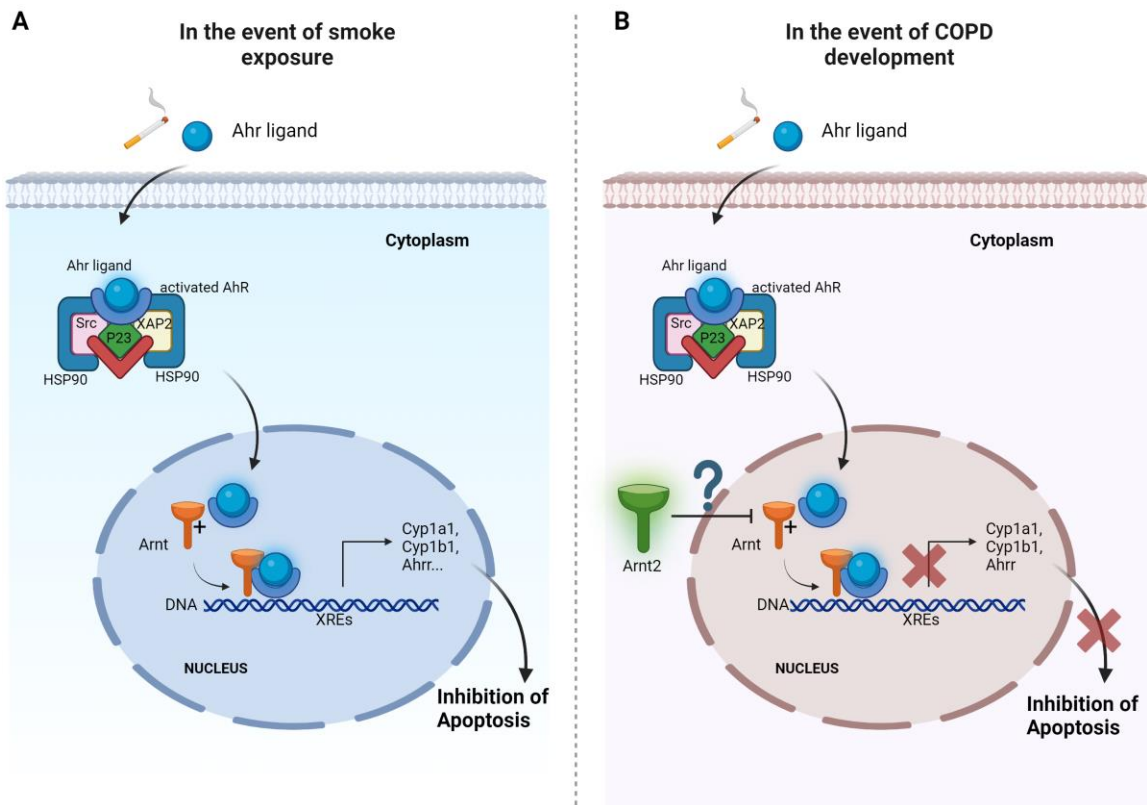 A
In the event of smoke
exposure
Ahr ligand
Cytoplasm
Ahr ligand
activated AhR
Src
P23
XAP2
HSP90
HSP90
Arnt
+
Cyp1a1,
Cyp1b1,
Ahrr...
DNA
XREs
NUCLEUS
Inhibition of
Apoptosis
B
In the event of COPD
development
Ahr ligand
Cytoplasm
Ahr ligand
activated AhR
Src
P23
XAP2
HSP90
HSP90
?
Arnt2
Arnt
+
Cyp1a1,
Cyp1b1,
Ahrr
DNA
XREs
NUCLEUS
Inhibition of
Apoptosis